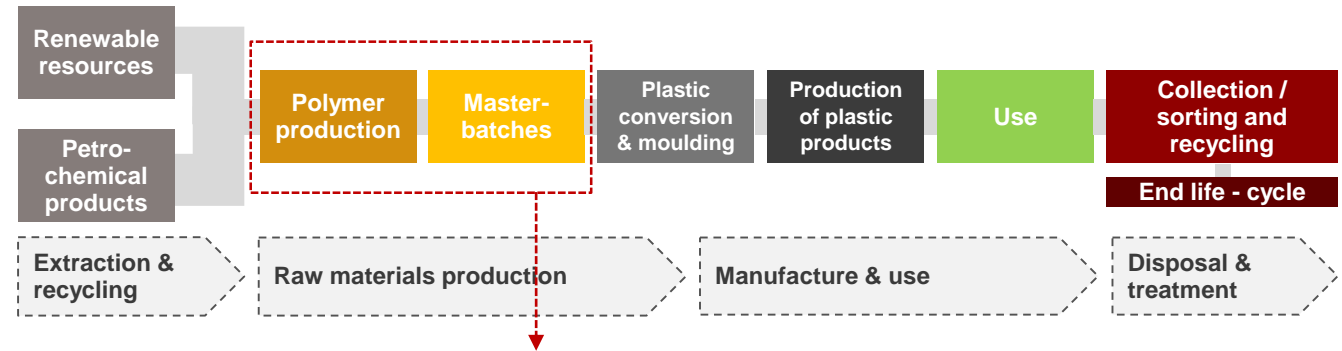 Renewable
resources
Petro-
chemical
products
Polymer
production
Master-
batches
Plastic
conversion
& moulding
Production
of plastic
products
Use
Collection /
sorting and
recycling
End life - cycle
Extraction &
recycling
Raw materials production
Manufacture & use
Disposal &
treatment